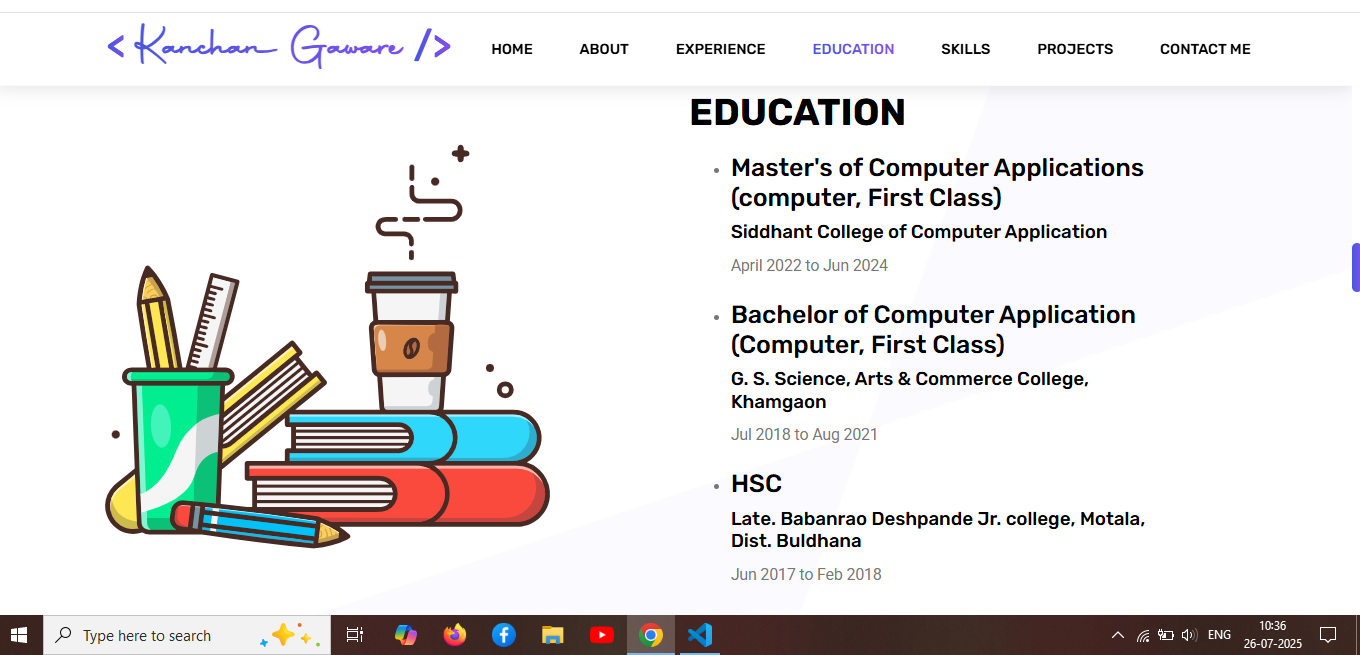 < Kanchan Gaware />
HOME ABOUT EXPERIENCE EDUCATION SKILLS PROJECTS CONTACT ME
EDUCATION
Master's of Computer Applications
(computer, First Class)
Siddhant College of Computer Application
April 2022 to Jun 2024
Bachelor of Computer Application
(Computer, First Class)
G. S. Science, Arts & Commerce College,
Khamgaon
Jul 2018 to Aug 2021
HSC
Late. Babanrao Deshpande Jr. college, Motala,
Dist. Buldhana
Jun 2017 to Feb 2018
Type here to search
ENG
10:36
26-07-2025